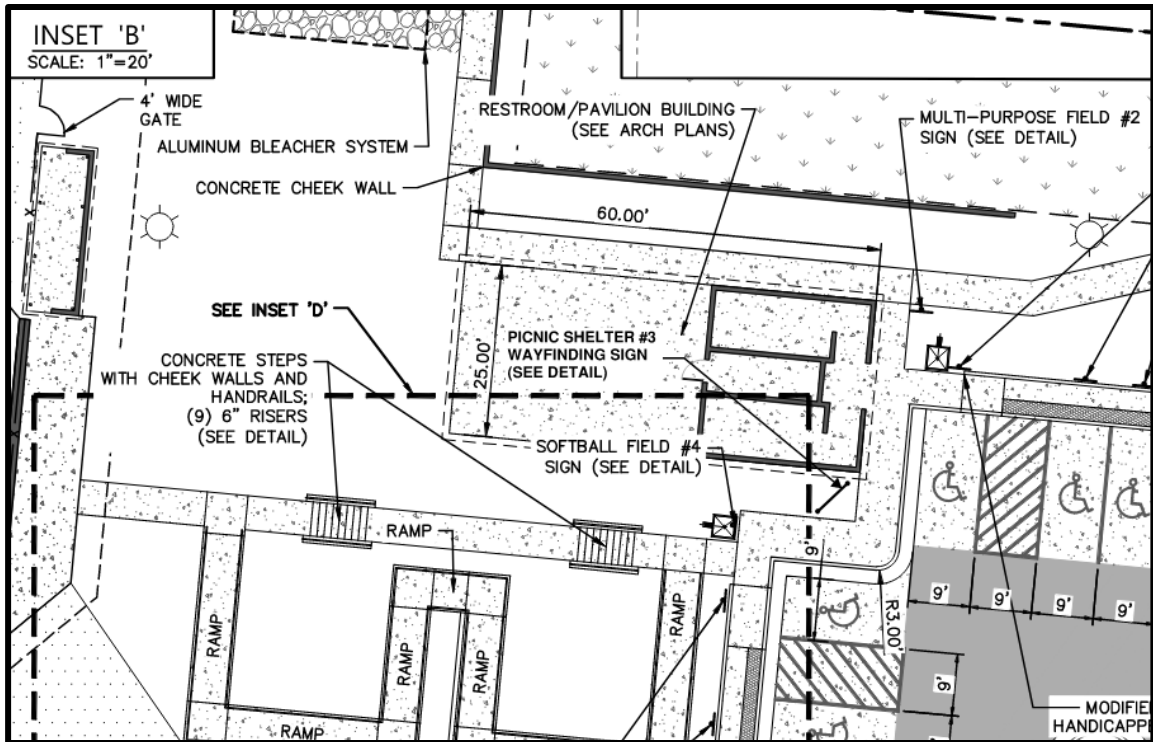 INSET 'B'
SCALE: 1"=20'
4' WIDE
GATE
ALUMINUM BLEACHER SYSTEM
CONCRETE CHEEK WALL
RESTROOM/PAVILION BUILDING
(SEE ARCH PLANS)
MULTI-PURPOSE FIELD #2
SIGN (SEE DETAIL)
60.00'
SEE INSET 'D'
25.00'
PICNIC SHELTER #3
WAYFINDING SIGN
(SEE DETAIL)
CONCRETE STEPS
WITH CHEEK WALLS AND
HANDRAILS;
(9) 6" RISERS
(SEE DETAIL)
SOFTBALL FIELD #4
SIGN (SEE DETAIL)
RAMP
9'
R3.00'
9'
9'
9'
9'
RAMP
RAMP
RAMP
RAMP
RAMP
9'
MODIFIE
HANDICAPPE